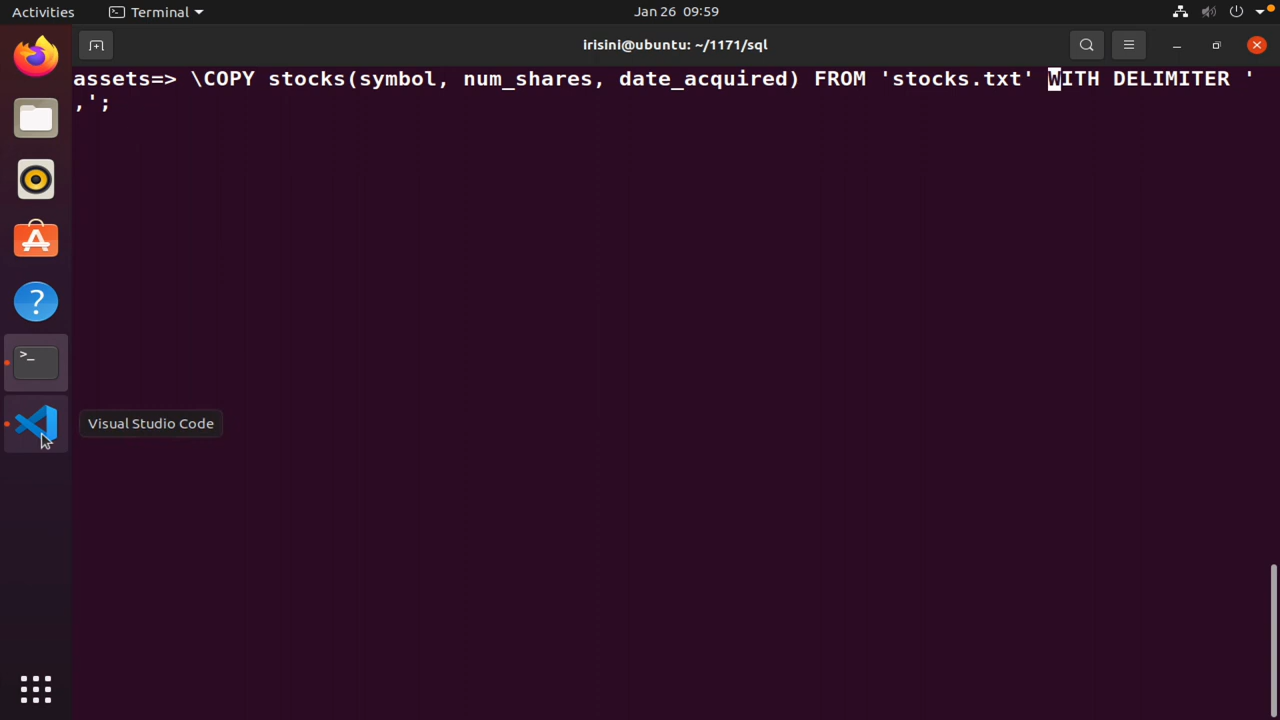 Activities
Terminal
Jan 26 09:59
irisini@ubuntu: ~/1171/sql
assets=> \COPY stocks(symbol, num_shares, date_acquired) FROM 'stocks.txt' WITH DELIMITER '
,';
>_
Visual Studio Code